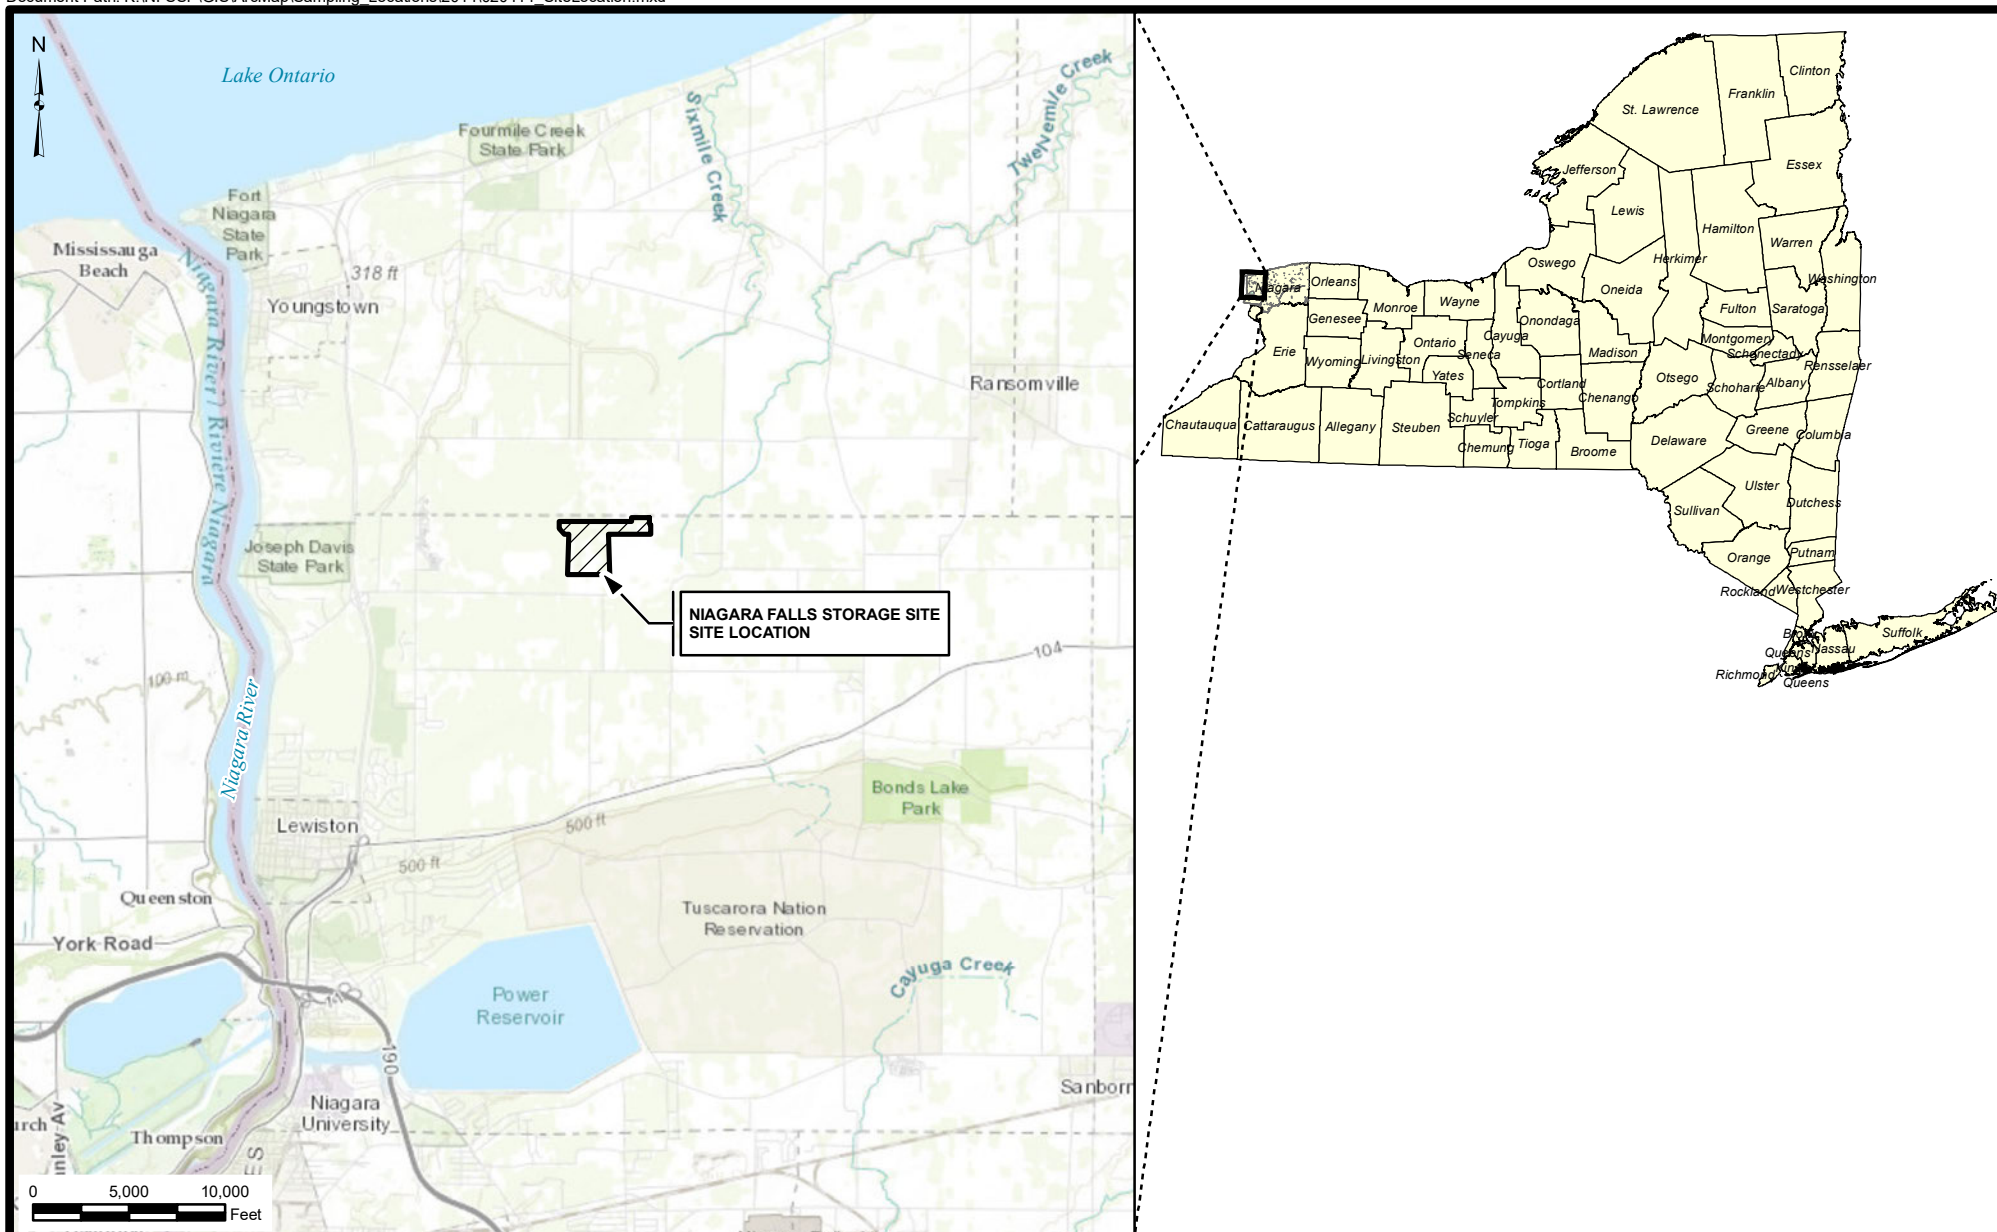 N
Lake Ontario
Fourmile Creek
State Park
Sixmile Creek
Twelvemile Creek
Fort
Niagara
State
Park
Mississauga
Beach
318 ft
Youngstown
Niagara River / Rivière Niagara
Ransomville
Joseph Davis
State Park
NIAGARA FALLS STORAGE SITE
SITE LOCATION
104
100 m
Niagara River
Bonds Lake
Park
Lewiston
500 ft
500 ft
Queenston
Tuscarora Nation
Reservation
York Road
Cayuga Creek
Power
Reservoir
190
Sanborn
Niagara
University
Thompson
0 5,000 10,000
Feet
Clinton
Franklin
St. Lawrence
Essex
Jefferson
Lewis
Hamilton
Warren
Herkimer
Oswego
Washington
Niagara
Orleans
Oneida
Monroe
Wayne
Fulton
Saratoga
Genesee
Onondaga
Cayuga
Montgomery
Ontario
Erie
Wyoming
Livingston
Seneca
Madison
Schenectady
Rensselaer
Yates
Otsego
Schoharie
Albany
Cortland
Chenango
Tompkins
Schuyler
Chautauqua
Cattaraugus
Allegany
Steuben
Chemung
Tioga
Broome
Delaware
Greene
Columbia
Ulster
Sullivan
Dutchess
Orange
Putnam
Rockland
Westchester
Suffolk
Nassau
Queens
Richmond
Queens